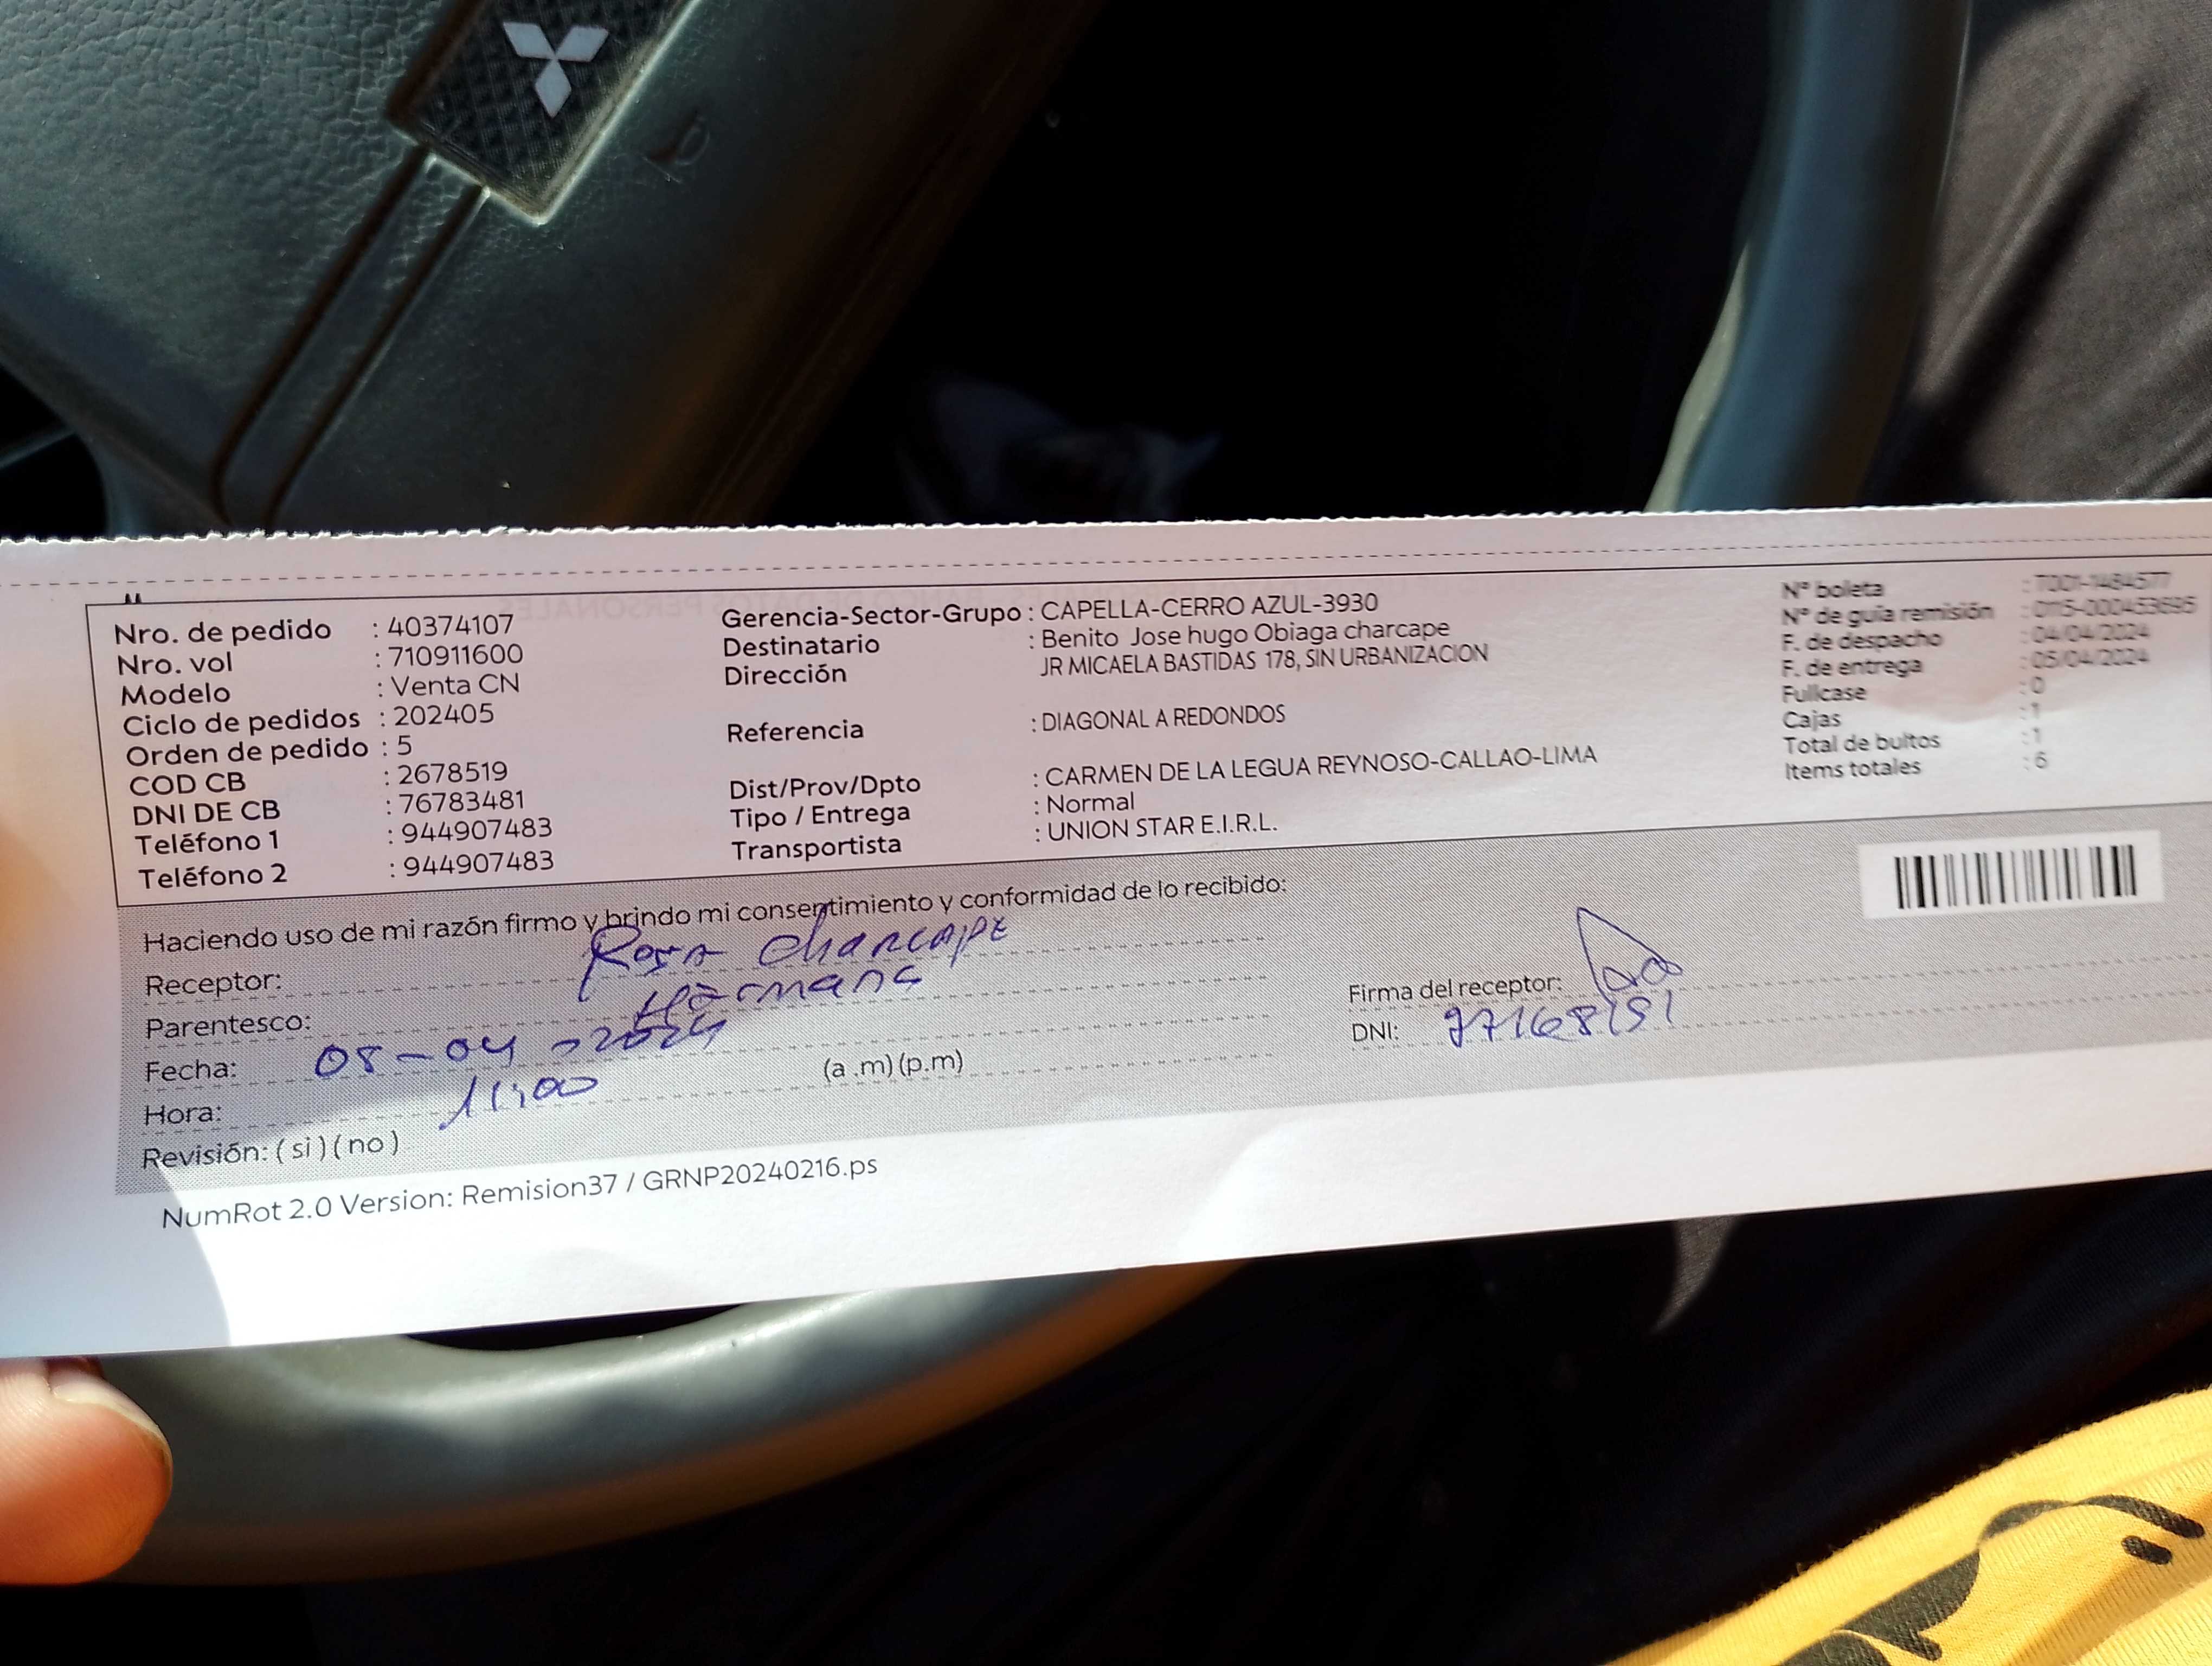 Nro. de pedido : 40374107
Nro. vol : 710911600
Modelo : Venta CN
Ciclo de pedidos : 202405
Orden de pedido : 5
COD CB : 2678519
DNI DE CB : 76783481
Teléfono 1 : 944907483
Teléfono 2 : 944907483
Gerencia-Sector-Grupo : CAPELLA-CERRO AZUL-3930
Destinatario : Benito Jose hugo Obiaga charcape
Dirección JR MICAELA BASTIDAS 178, SIN URBANIZACION
Referencia : DIAGONAL A REDONDOS
Dist/Prov/Dpto : CARMEN DE LA LEGUA REYNOSO-CALLAO-LIMA
Tipo / Entrega : Normal
Transportista : UNION STAR E.I.R.L.
N° boleta : T001-1484577
N° de guía remisión : 0115-000453695
F. de despacho : 04/04/2024
F. de entrega : 05/04/2024
Fullcase : 0
Cajas : 1
Total de bultos : 1
Items totales : 6
Haciendo uso de mi razón firmo y brindo mi consentimiento y conformidad de lo recibido:
Receptor: Rosa Charcape
Parentesco: Hermana
Fecha: 05-04-2024
Hora: 11:00 (a .m) (p.m)
Revisión: ( si ) ( no )
Firma del receptor:
DNI:
NumRot 2.0 Version: Remision37 / GRNP20240216.ps